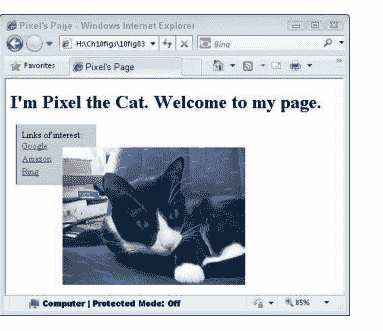 Pixel's Page - Windows Internet Explorer
H:\Ch10figs\10fig03
Bing
Favorites
Pixel's Page
I'm Pixel the Cat. Welcome to my page.
Links of interest:
Google
Amazon
Bing
Computer | Protected Mode: Off
85%